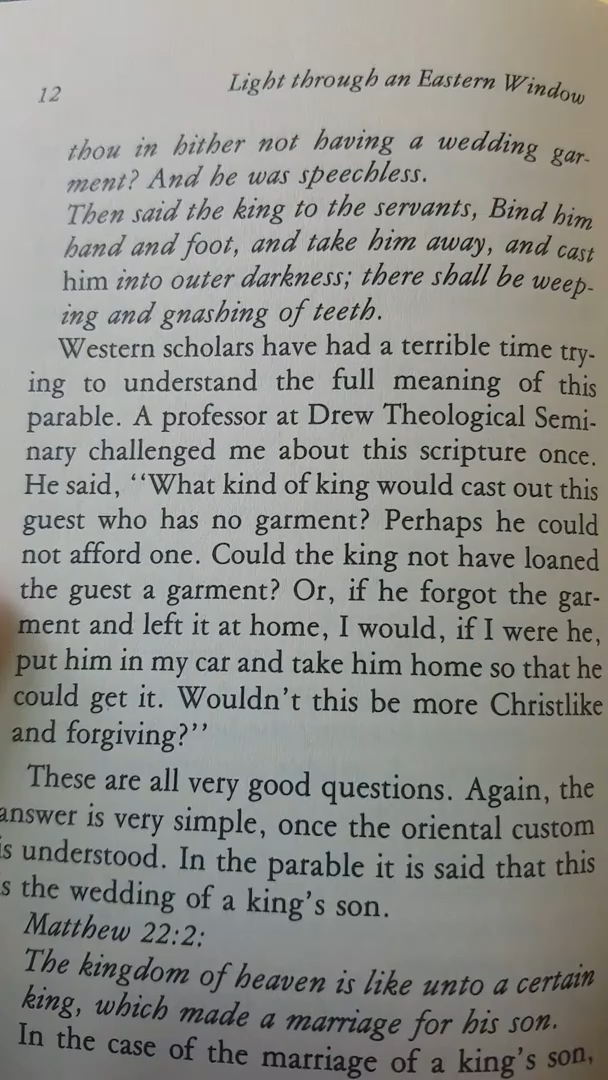 12
Light through an Eastern Window
thou in hither not having a wedding gar-
ment? And he was speechless.
Then said the king to the servants, Bind him
hand and foot, and take him away, and cast
him into outer darkness; there shall be weep-
ing and gnashing of teeth.
Western scholars have had a terrible time try-
ing to understand the full meaning of this
parable. A professor at Drew Theological Semi-
nary challenged me about this scripture once.
He said, ‘‘What kind of king would cast out this
guest who has no garment? Perhaps he could
not afford one. Could the king not have loaned
the guest a garment? Or, if he forgot the gar-
ment and left it at home, I would, if I were he,
put him in my car and take him home so that he
could get it. Wouldn’t this be more Christlike
and forgiving?’’
These are all very good questions. Again, the
answer is very simple, once the oriental custom
is understood. In the parable it is said that this
s the wedding of a king’s son.
Matthew 22:2:
The kingdom of heaven is like unto a certain
king, which made a marriage for his son.
In the case of the marriage of a king’s son,